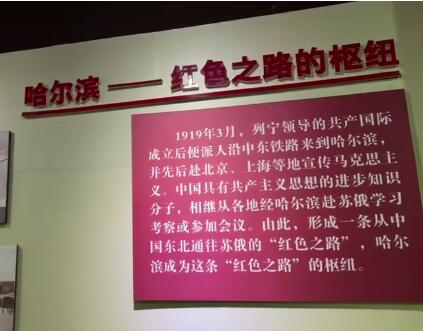 哈尔滨 —— 红色之路的枢纽
1919年3月，列宁领导的共产国际
成立后便派人沿中东铁路来到哈尔滨，
并先后赴北京、上海等地宣传马克思主
义。中国具有共产主义思想的进步知识
分子，相继从各地经哈尔滨赴苏俄学习
考察或参加会议。由此，形成一条从中
国东北通往苏俄的“红色之路”，哈尔
滨成为这条“红色之路”的枢纽。